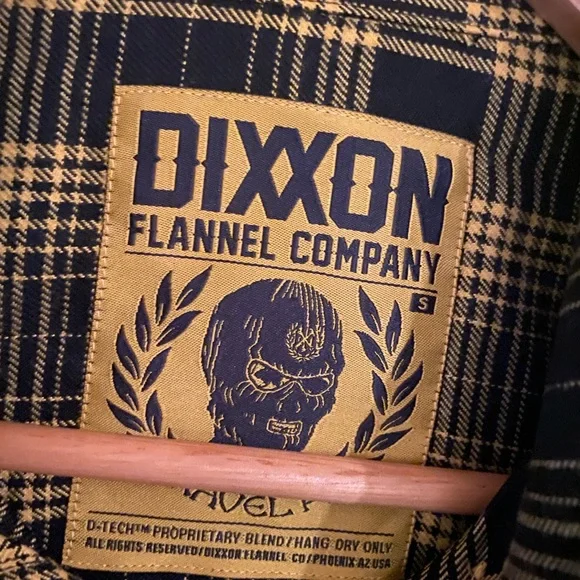 DIXXON
FLANNEL COMPANY
S
D-TECH™ PROPRIETARY BLEND/HANG DRY ONLY
ALL RIGHTS RESERVED/DIXXON FLANNEL CO/PHOENIX AZ USA